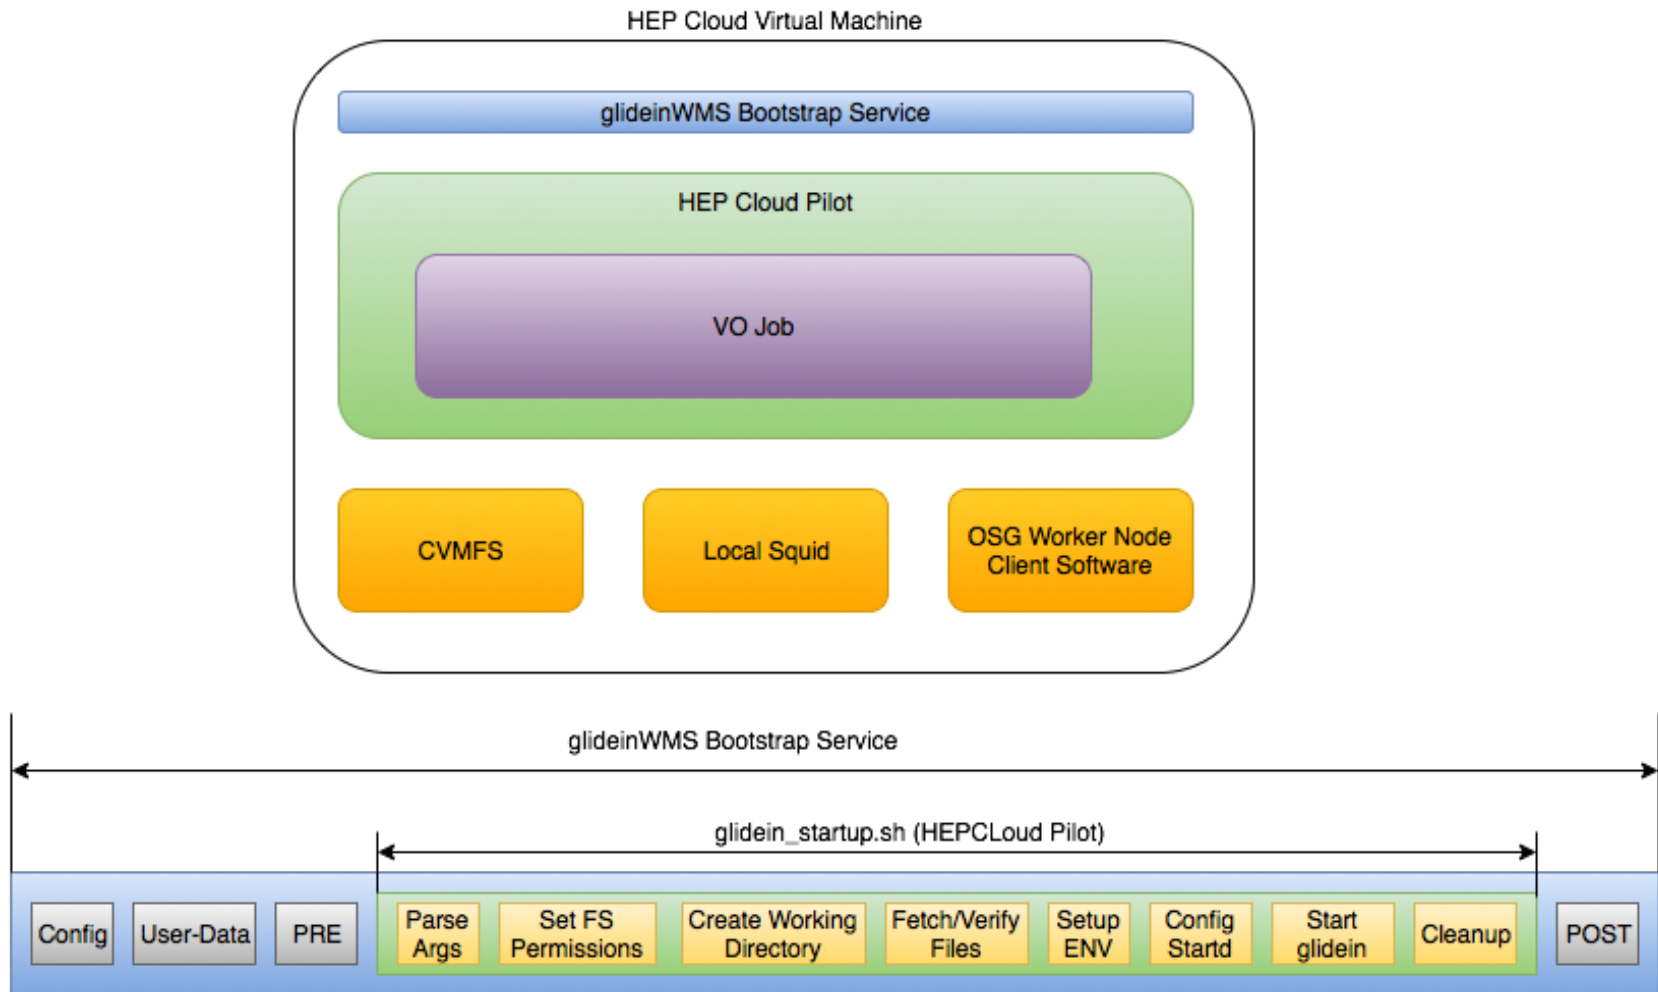 HEP Cloud Virtual Machine
glideinWMS Bootstrap Service
HEP Cloud Pilot
VO Job
CVMFS
Local Squid
OSG Worker Node
Client Software
glideinWMS Bootstrap Service
glidein_startup.sh (HEPCLoud Pilot)
Config
User-Data
PRE
Parse
Args
Set FS
Permissions
Create Working
Directory
Fetch/Verify
Files
Setup
ENV
Config
Startd
Start
glidein
Cleanup
POST